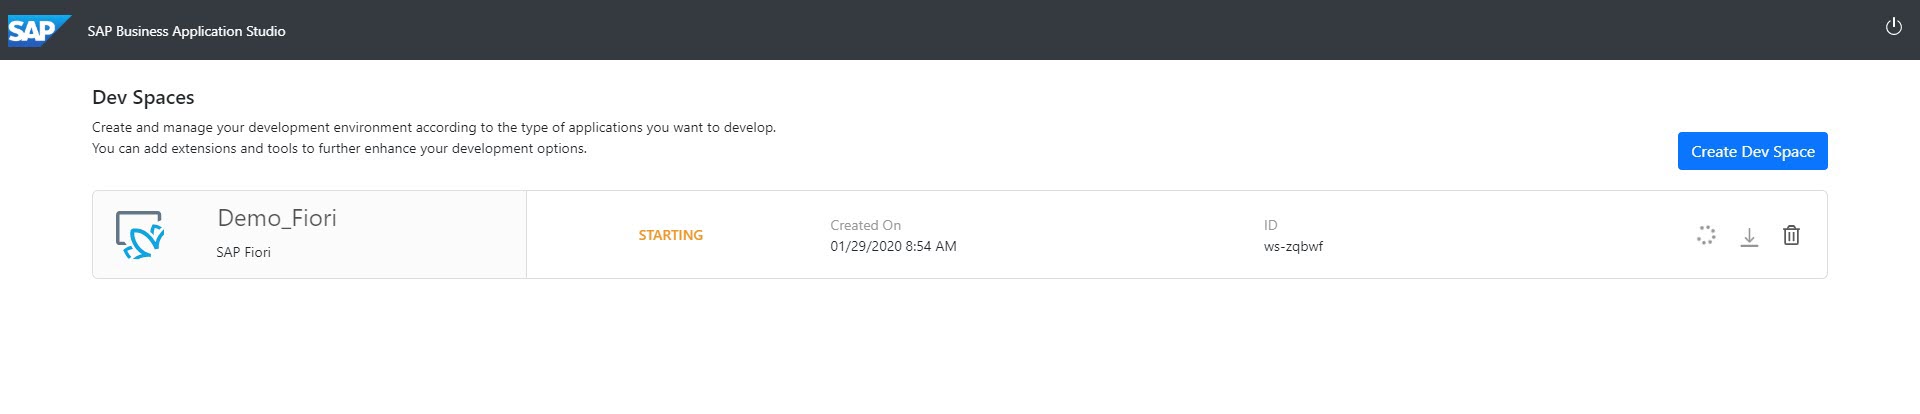 SAP
SAP Business Application Studio
Dev Spaces
Create and manage your development environment according to the type of applications you want to develop.
You can add extensions and tools to further enhance your development options.
Create Dev Space
Demo_Fiori
SAP Fiori
STARTING
Created On
01/29/2020 8:54 AM
ID
ws-zqbwf